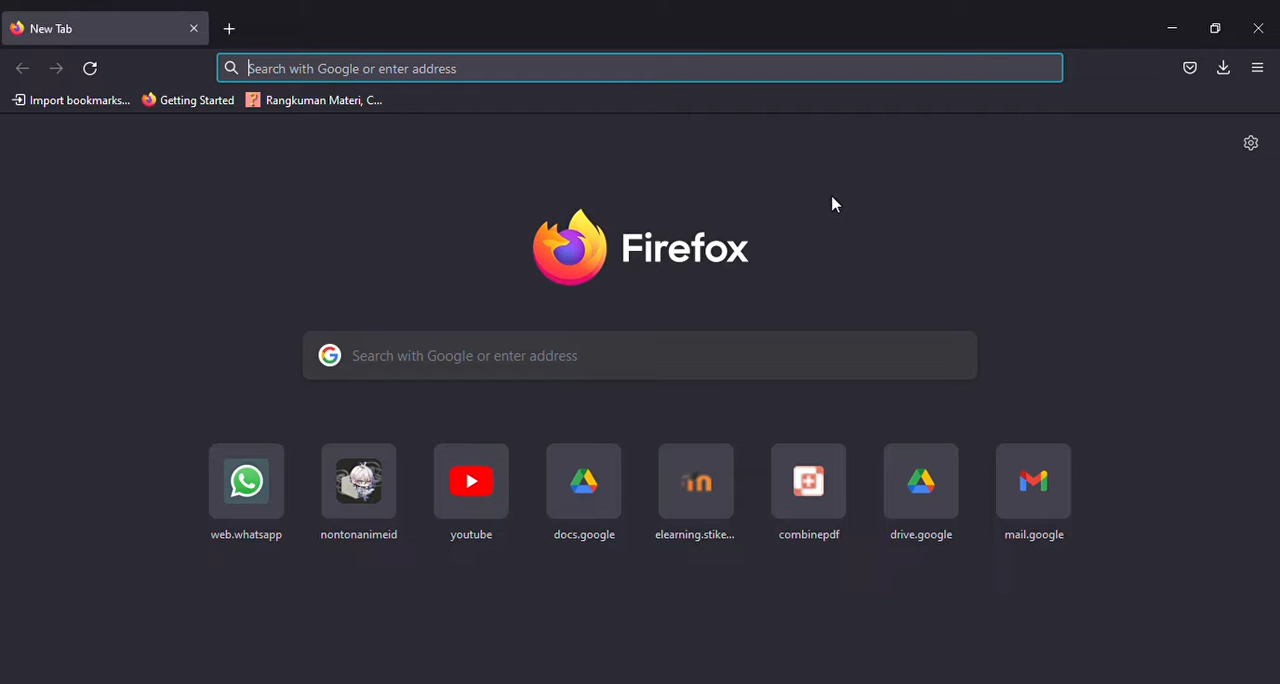 New Tab
Search with Google or enter address
Import bookmarks...
Getting Started
Rangkuman Materi, C...
Firefox
Search with Google or enter address
web.whatsapp
nontonanimeid
youtube
docs.google
elearning.stike...
combinepdf
drive.google
mail.google